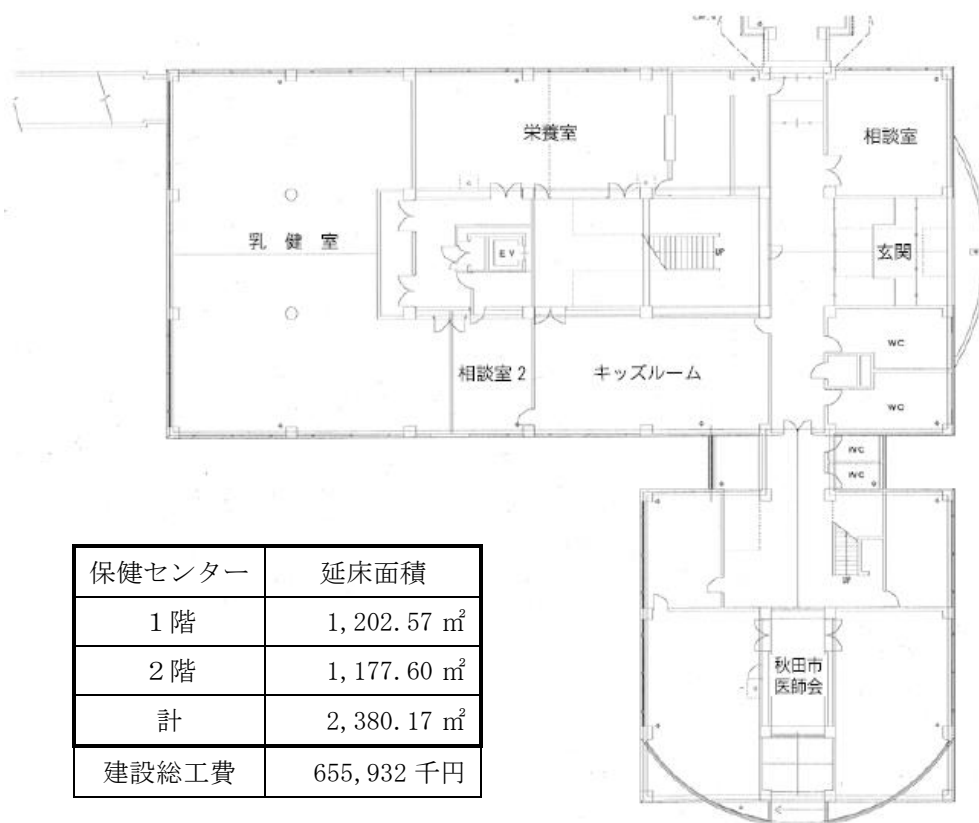 栄養室
相談室
乳健室
EV
UP
玄関
WC
相談室2
キッズルーム
WC
WC
WC
UP
秋田市
医師会
保健センター 延床面積
1階 1,202.57 ㎡
2階 1,177.60 ㎡
計 2,380.17 ㎡
建設総工費 655,932 千円